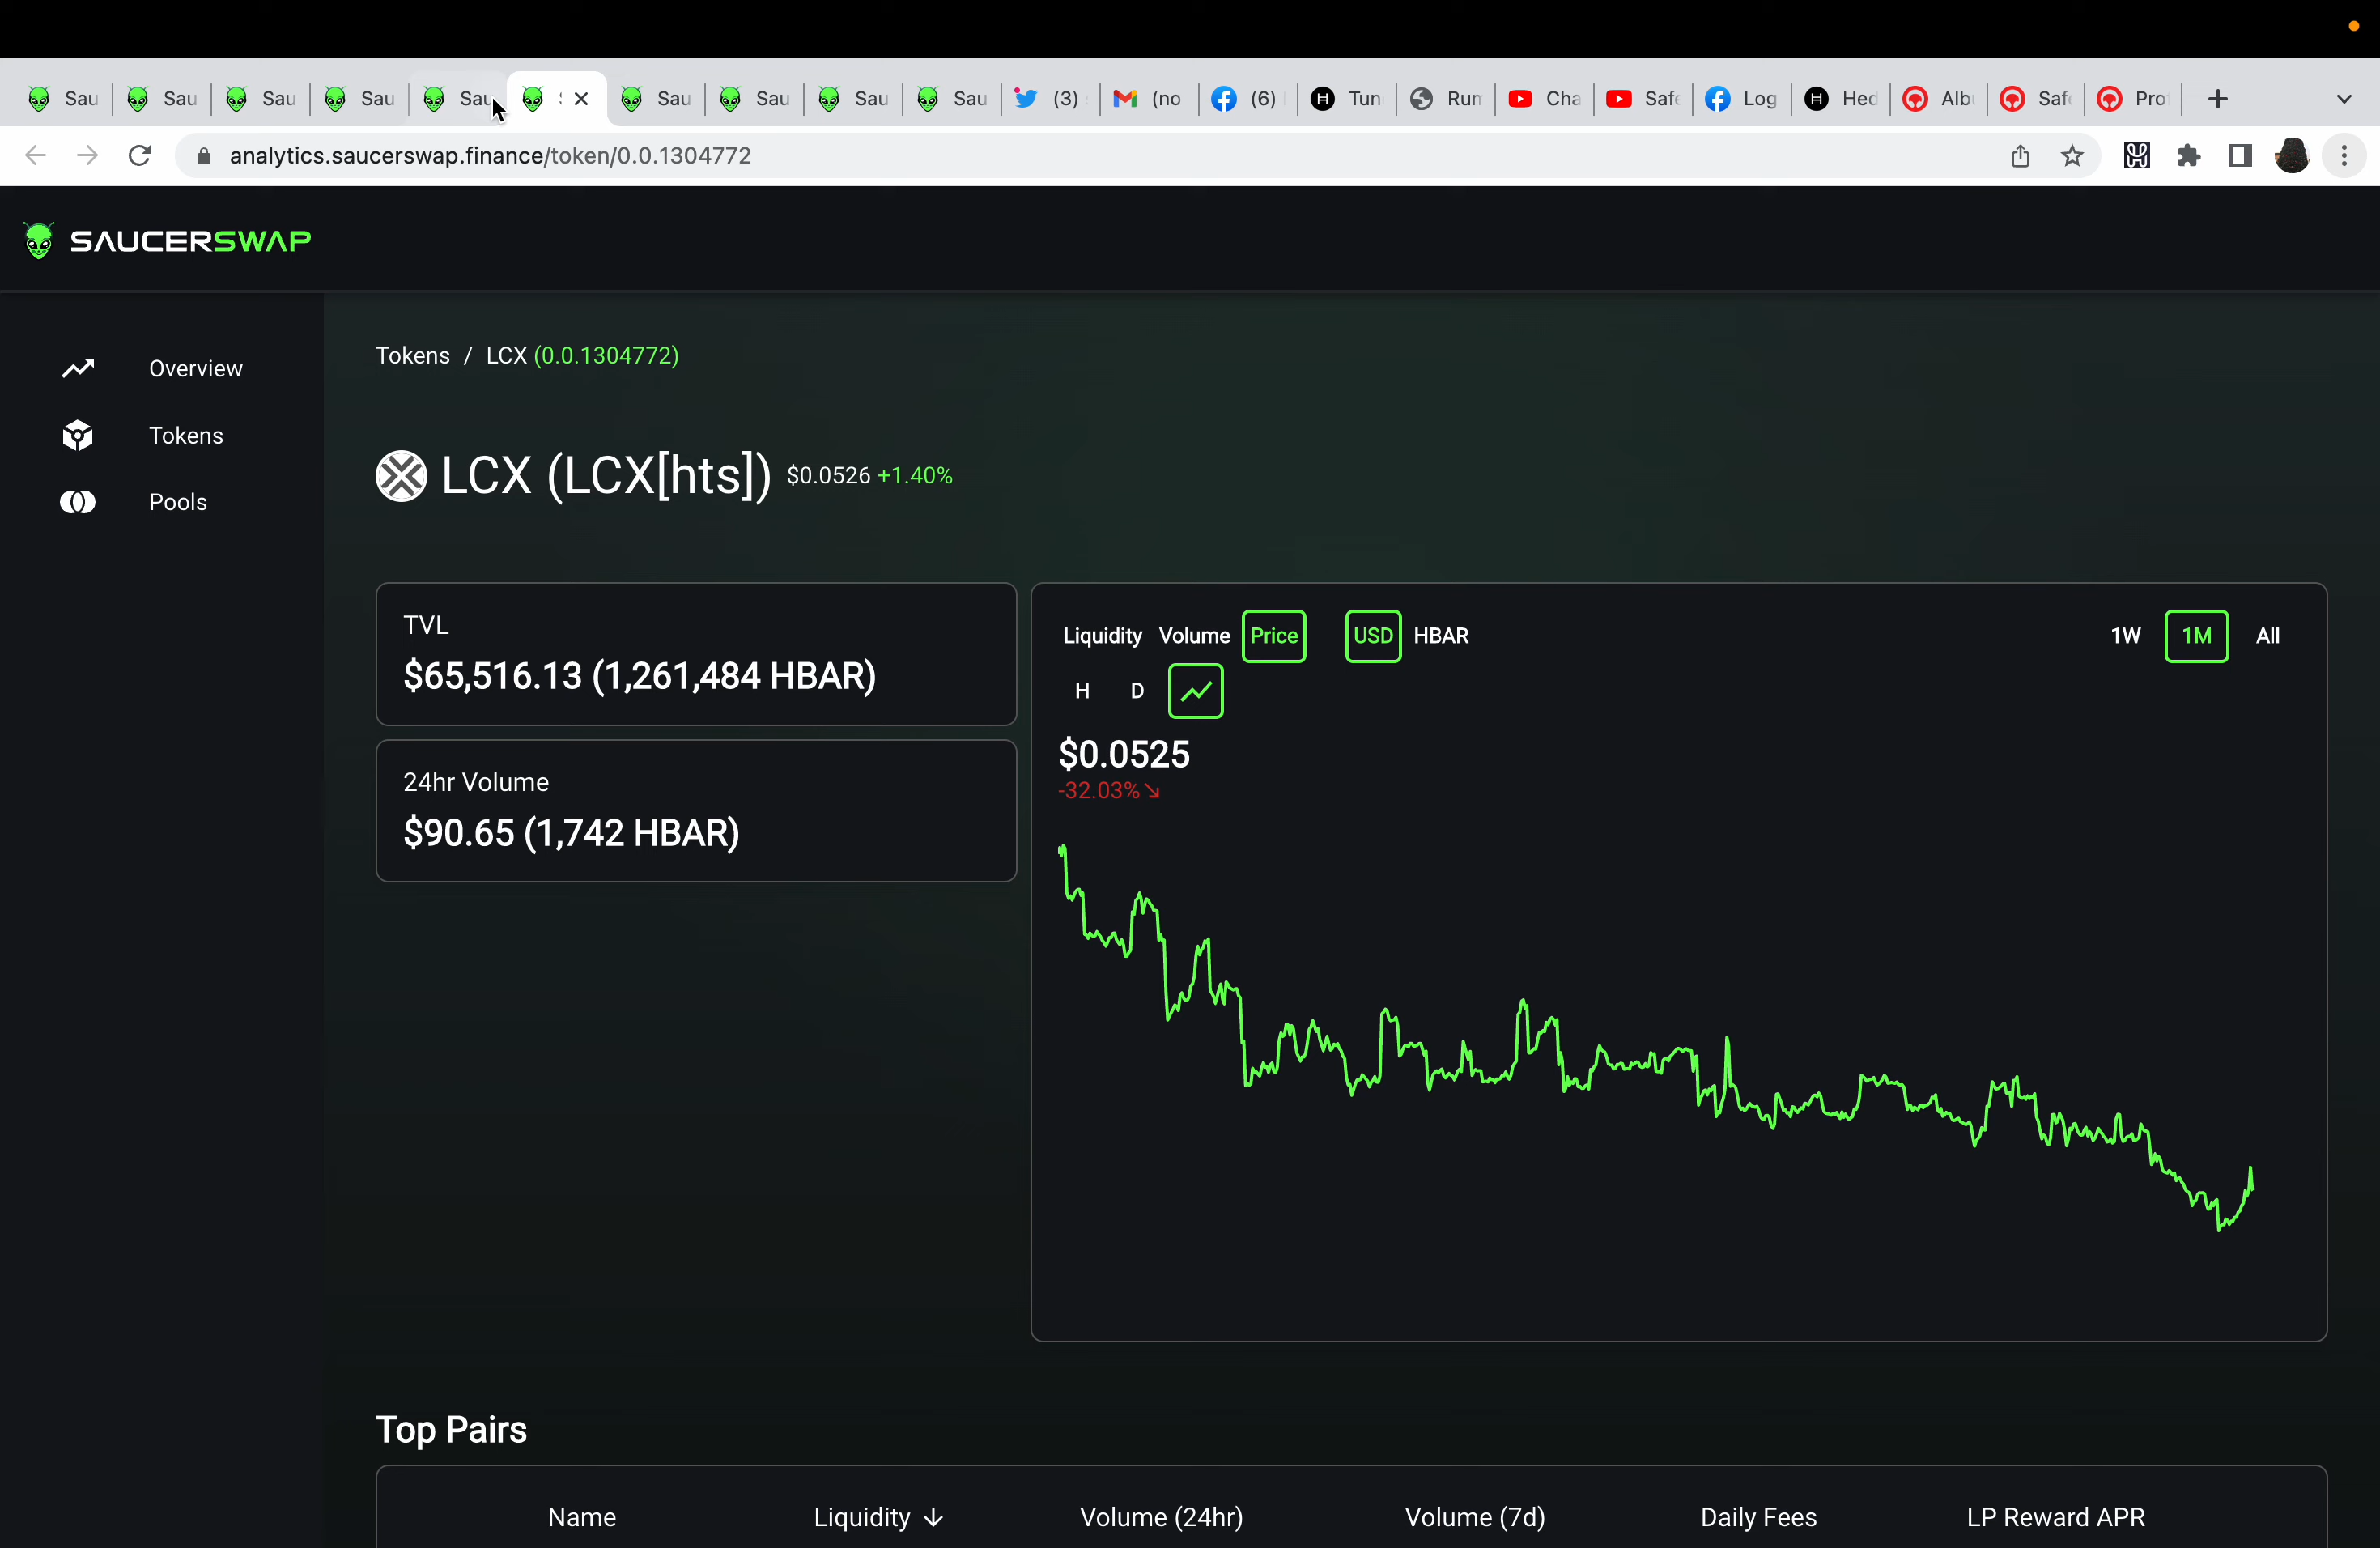 Sau Sau Sau Sau Sau Sau Sau Sau Sau (3) (no (6) Tun Run Cha Safe Log Hed Alb Safe Pro
analytics.saucerswap.finance/token/0.0.1304772
SAUCERSWAP
Overview
Tokens
Pools
Tokens / LCX (0.0.1304772)
LCX (LCX[hts]) $0.0526 +1.40%
TVL
$65,516.13 (1,261,484 HBAR)
24hr Volume
$90.65 (1,742 HBAR)
Liquidity Volume Price USD HBAR 1W 1M All
H D
$0.0525
-32.03%
Top Pairs
Name Liquidity Volume (24hr) Volume (7d) Daily Fees LP Reward APR